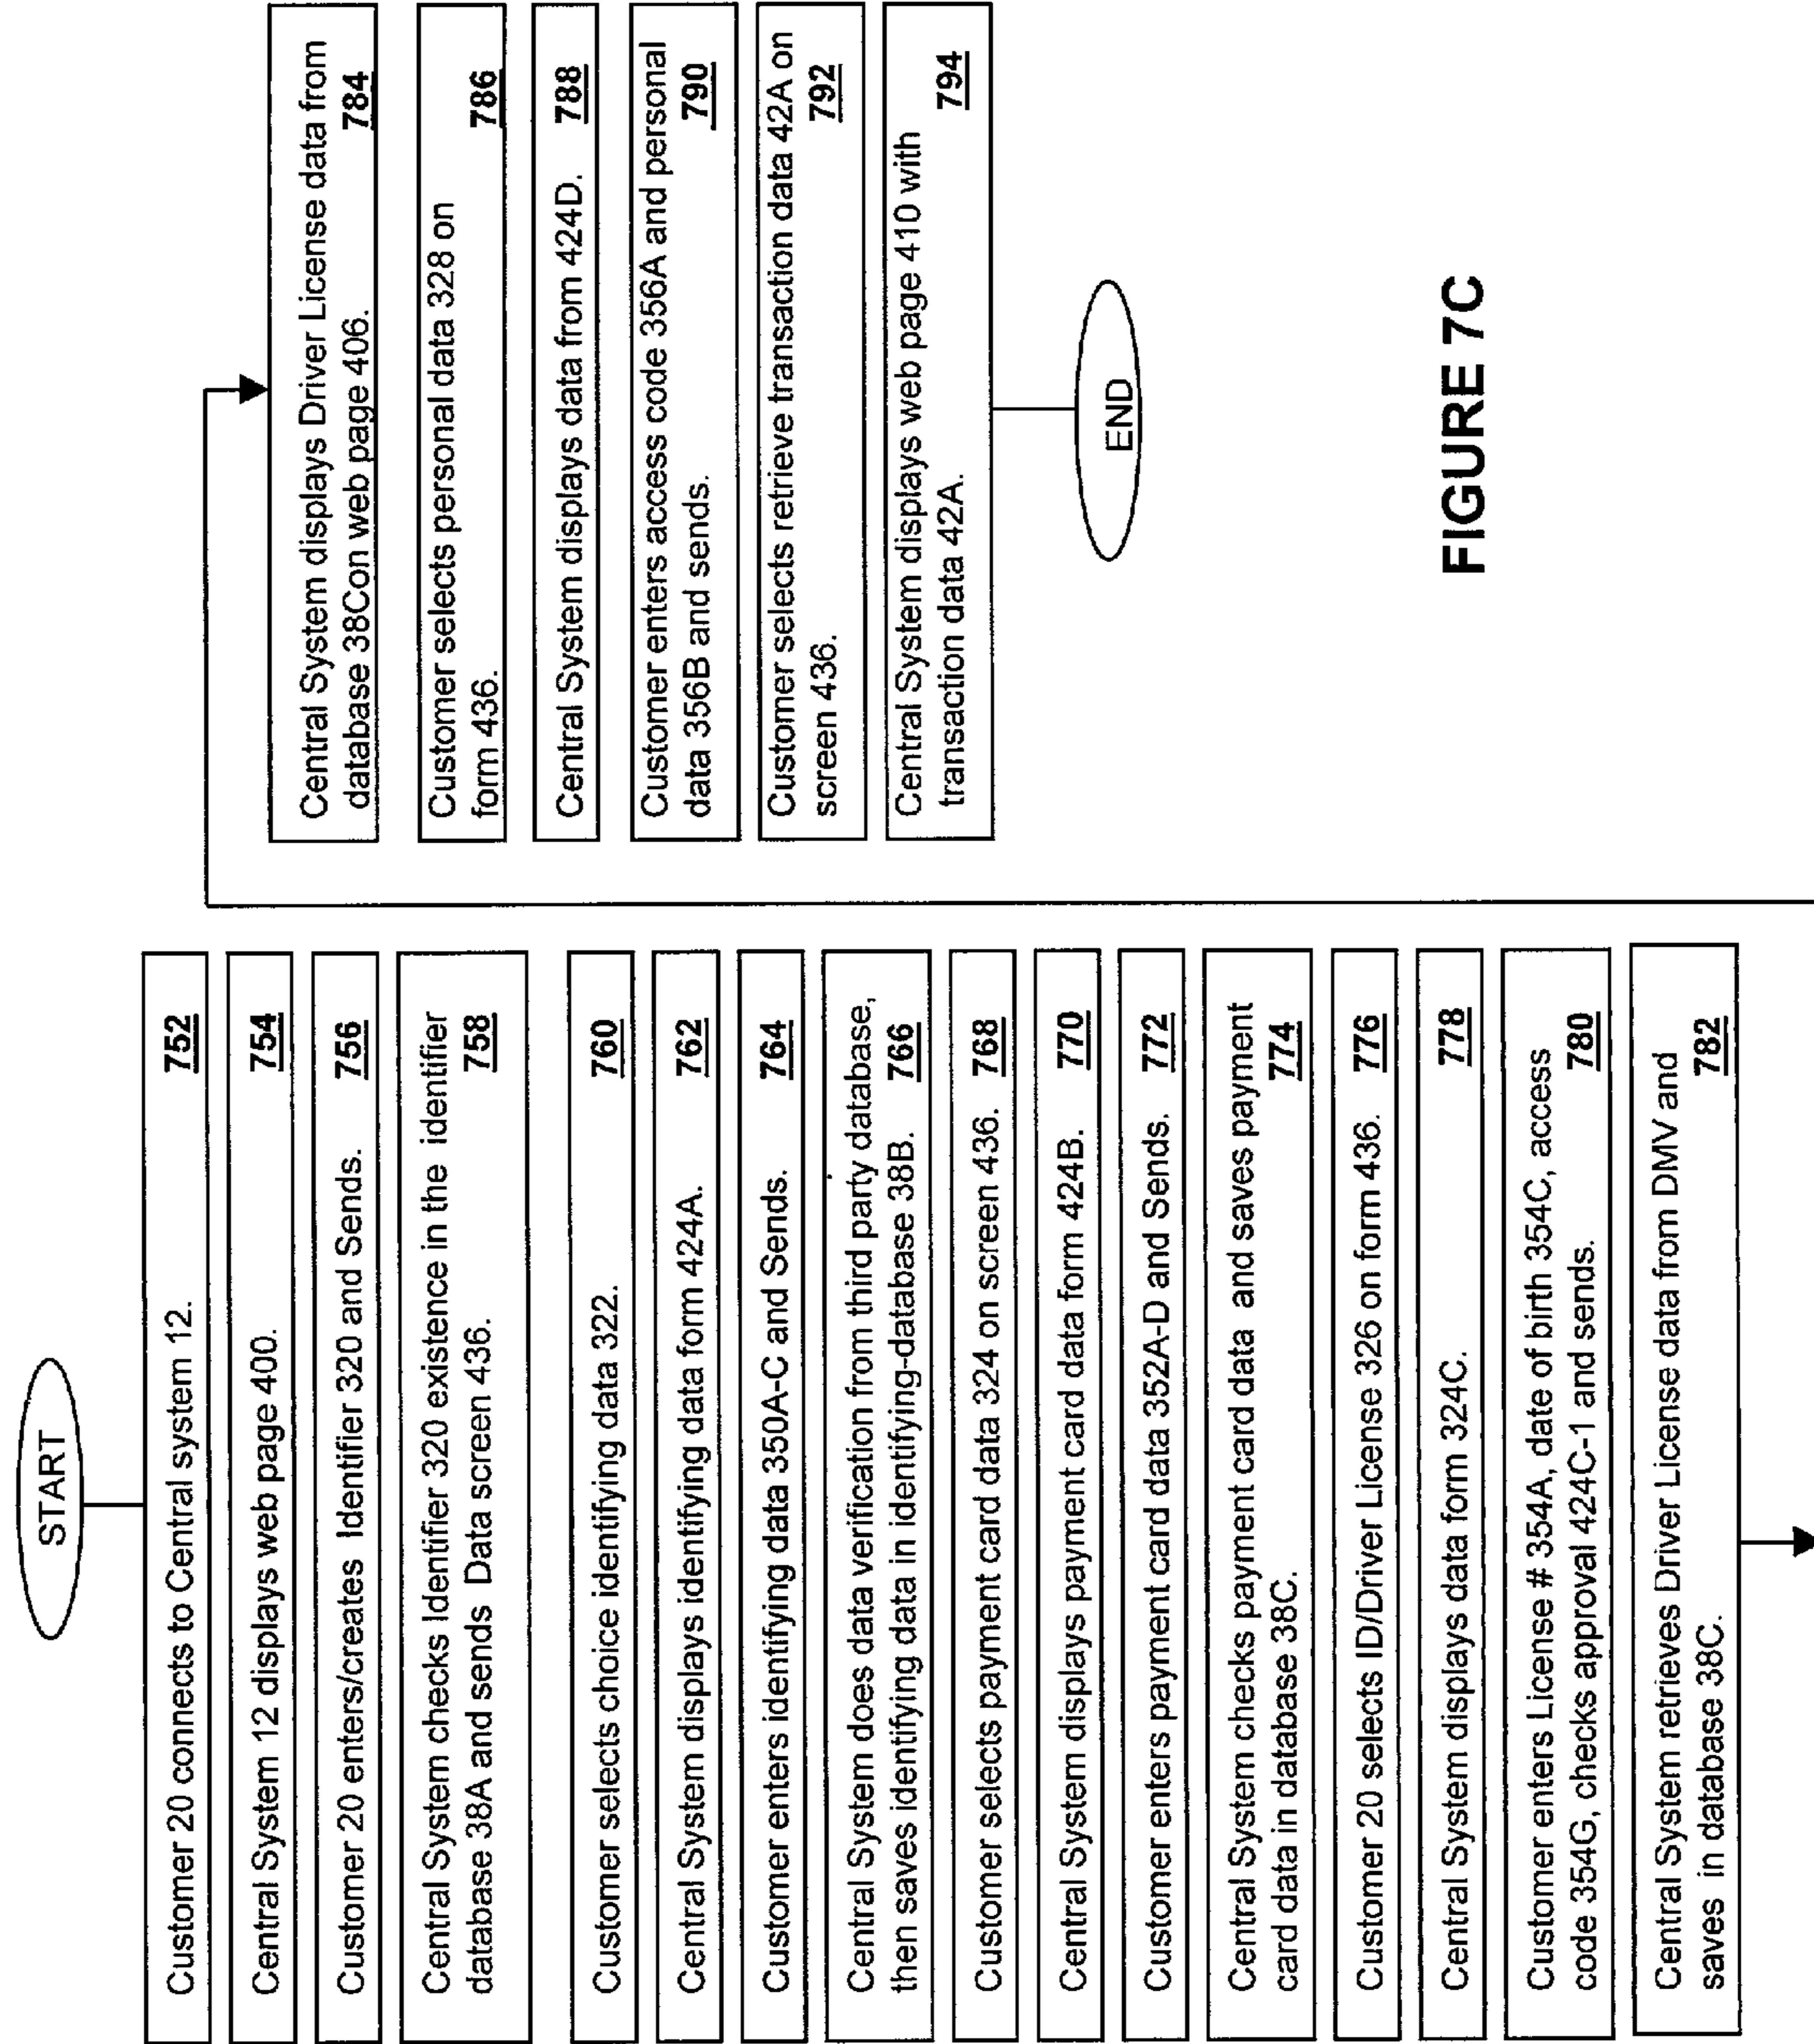 START
Customer 20 connects to Central system 12.
752
Central System 12 displays web page 400.
754
Customer 20 enters/creates Identifier 320 and Sends.
756
Central System checks Identifier 320 existence in the identifier
database 38A and sends Data screen 436.
758
Customer selects choice identifying data 322.
760
Central System displays identifying data form 424A.
762
Customer enters identifying data 350A-C and Sends.
764
Central System does data verification from third party database,
then saves identifying data in identifying-database 38B.
766
Customer selects payment card data 324 on screen 436.
768
Central System displays payment card data form 424B.
770
Customer enters payment card data 352A-D and Sends.
772
Central System checks payment card data and saves payment
card data in database 38C.
774
Customer 20 selects ID/Driver License 326 on form 436.
776
Central System displays data form 324C.
778
Customer enters License # 354A, date of birth 354C, access
code 354G, checks approval 424C-1 and sends.
780
Central System retrieves Driver License data from DMV and
saves in database 38C.
782
Central System displays Driver License data from
database 38Con web page 406.
784
Customer selects personal data 328 on
form 436.
786
Central System displays data from 424D.
788
Customer enters access code 356A and personal
data 356B and sends.
790
Customer selects retrieve transaction data 42A on
screen 436.
792
Central System displays web page 410 with
transaction data 42A.
794
END
FIGURE 7C